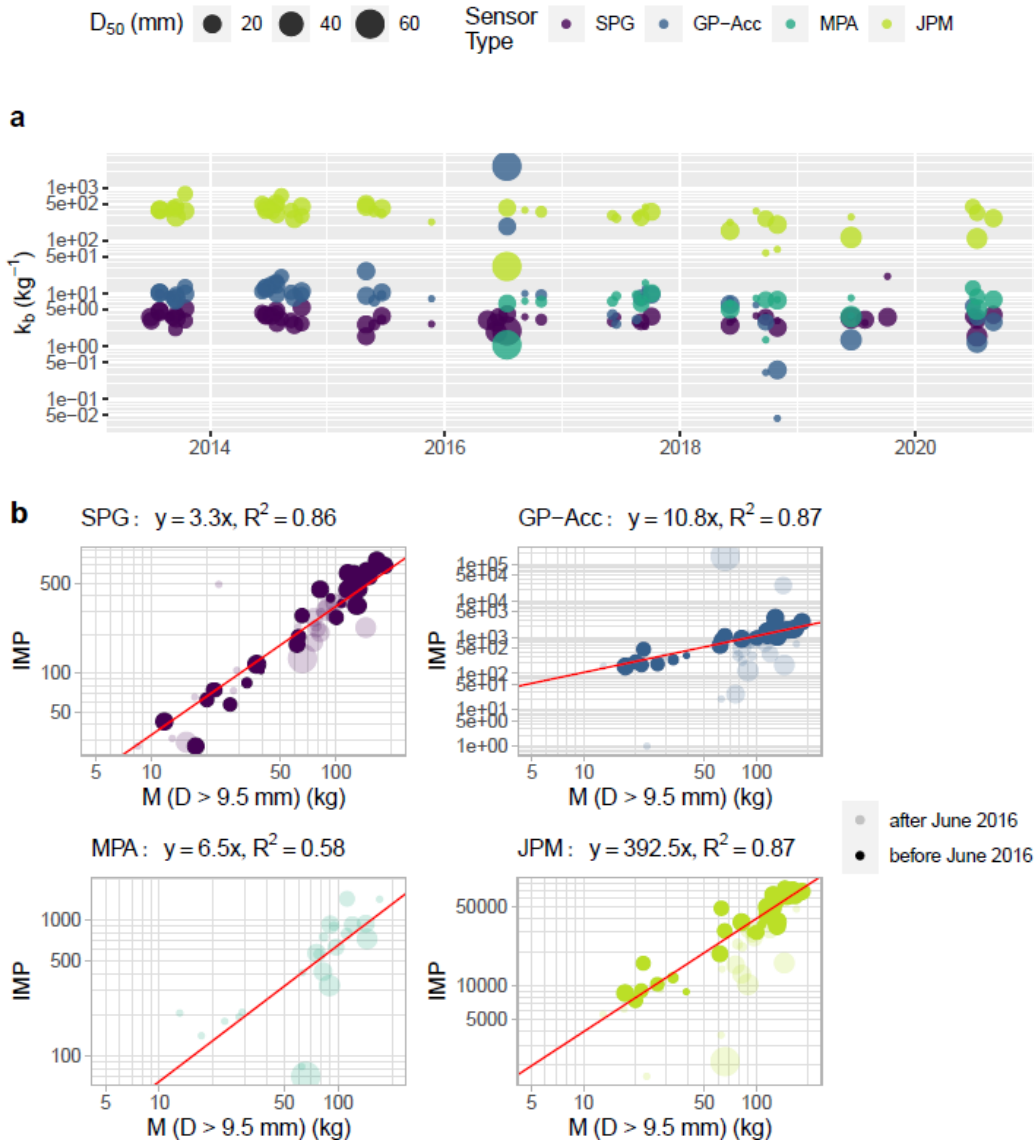 D50 (mm) 20 40 60 Sensor Type SPG GP−Acc MPA JPM
a
kb (kg−1)
1e+03
5e+02
1e+02
5e+01
1e+01
5e+00
1e+00
5e−01
1e−01
5e−02
2014 2016 2018 2020
b
SPG : y = 3.3x, R2 = 0.86
IMP
500
100
50
5 10 50 100
M (D > 9.5 mm) (kg)
GP−Acc : y = 10.8x, R2 = 0.87
IMP
1e+05
5e+04
1e+04
5e+03
1e+03
5e+02
1e+02
5e+01
1e+01
5e+00
1e+00
5 10 50 100
M (D > 9.5 mm) (kg)
after June 2016
before June 2016
MPA : y = 6.5x, R2 = 0.58
IMP
1000
500
100
5 10 50 100
M (D > 9.5 mm) (kg)
JPM : y = 392.5x, R2 = 0.87
IMP
50000
10000
5000
5 10 50 100
M (D > 9.5 mm) (kg)